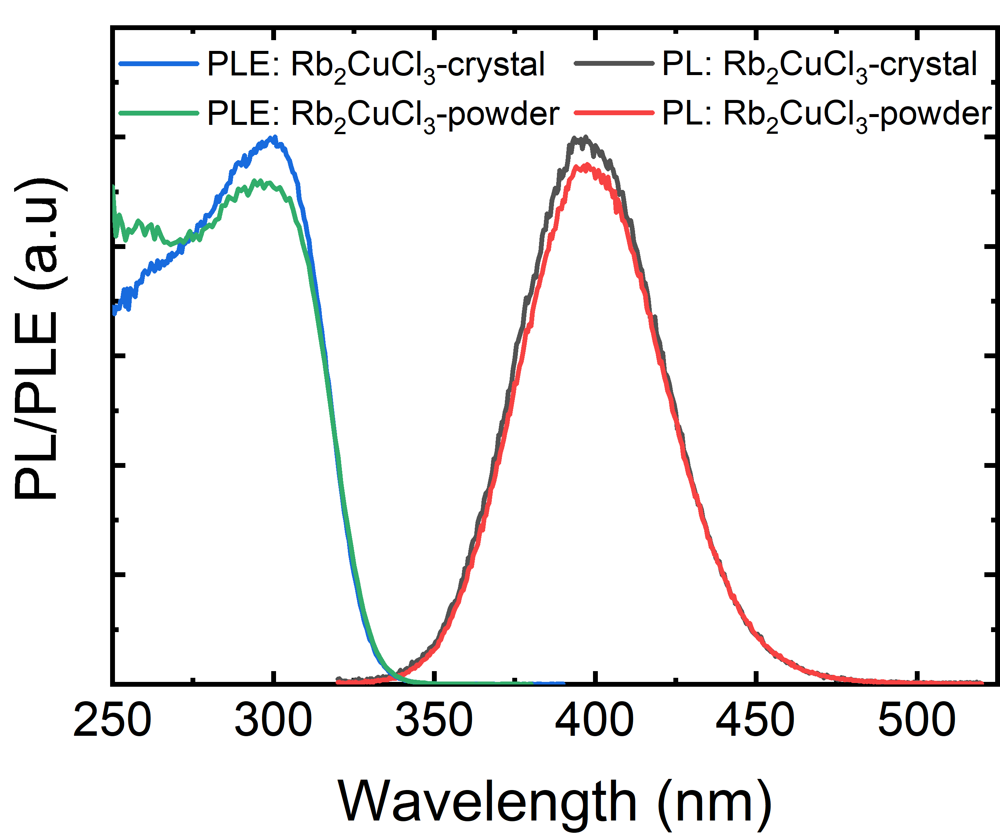 PLE: Rb₂CuCl₃-crystal
PL: Rb₂CuCl₃-crystal
PLE: Rb₂CuCl₃-powder
PL: Rb₂CuCl₃-powder
PL/PLE (a.u)
250 300 350 400 450 500
Wavelength (nm)